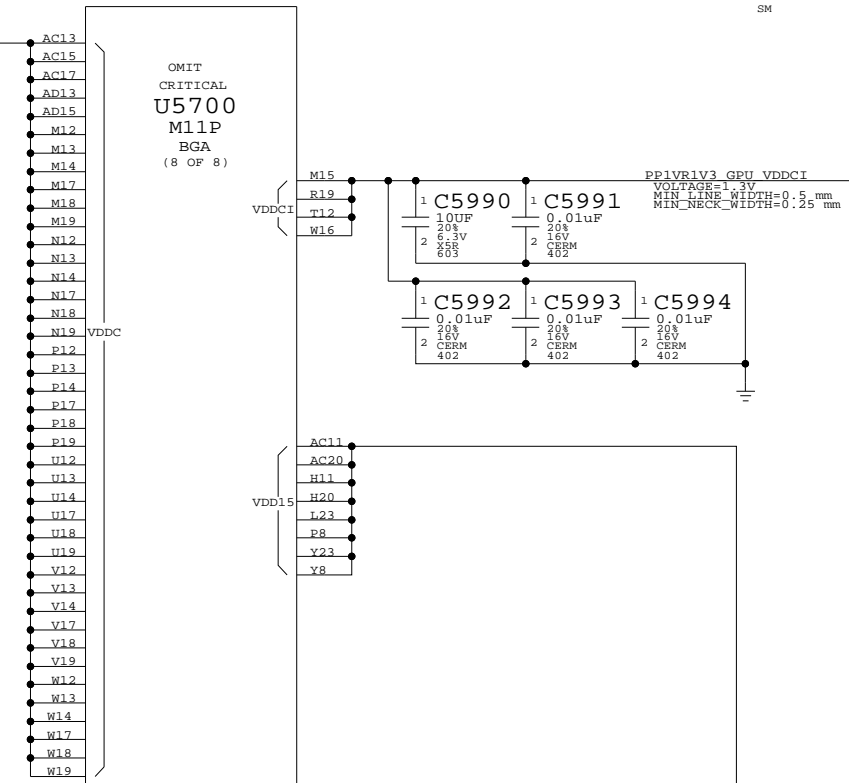 SM
AC13
AC15
AC17
AD13
AD15
M12
M13
M14
M17
M18
M19
N12
N13
N14
N17
N18
N19
P12
P13
P14
P17
P18
P19
U12
U13
U14
U17
U18
U19
V12
V13
V14
V17
V18
V19
W12
W13
W14
W17
W18
W19
VDDC
OMIT
CRITICAL
U5700
M11P
BGA
(8 OF 8)
VDDCI
M15
R19
T12
W16
PP1VR1V3_GPU_VDDCI
VOLTAGE=1.3V
MIN_LINE_WIDTH=0.5 mm
MIN_NECK_WIDTH=0.25 mm
1 C5990
10UF
20%
6.3V
2 X5R
603
1 C5991
0.01uF
20%
16V
2 CERM
402
1 C5992
0.01uF
20%
16V
2 CERM
402
1 C5993
0.01uF
20%
16V
2 CERM
402
1 C5994
0.01uF
20%
16V
2 CERM
402
VDD15
AC11
AC20
H11
H20
L23
P8
Y23
Y8